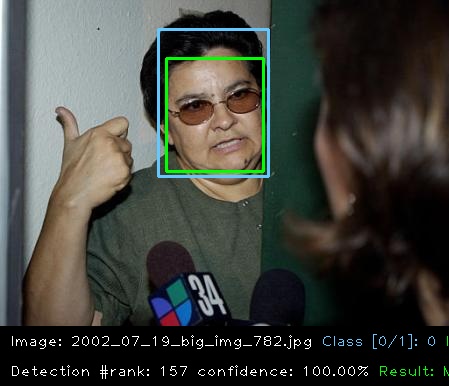 34
Image: 2002_07_19_big_img_782.jpg Class [0/1]: 0
Detection #rank: 157 confidence: 100.00% Result: